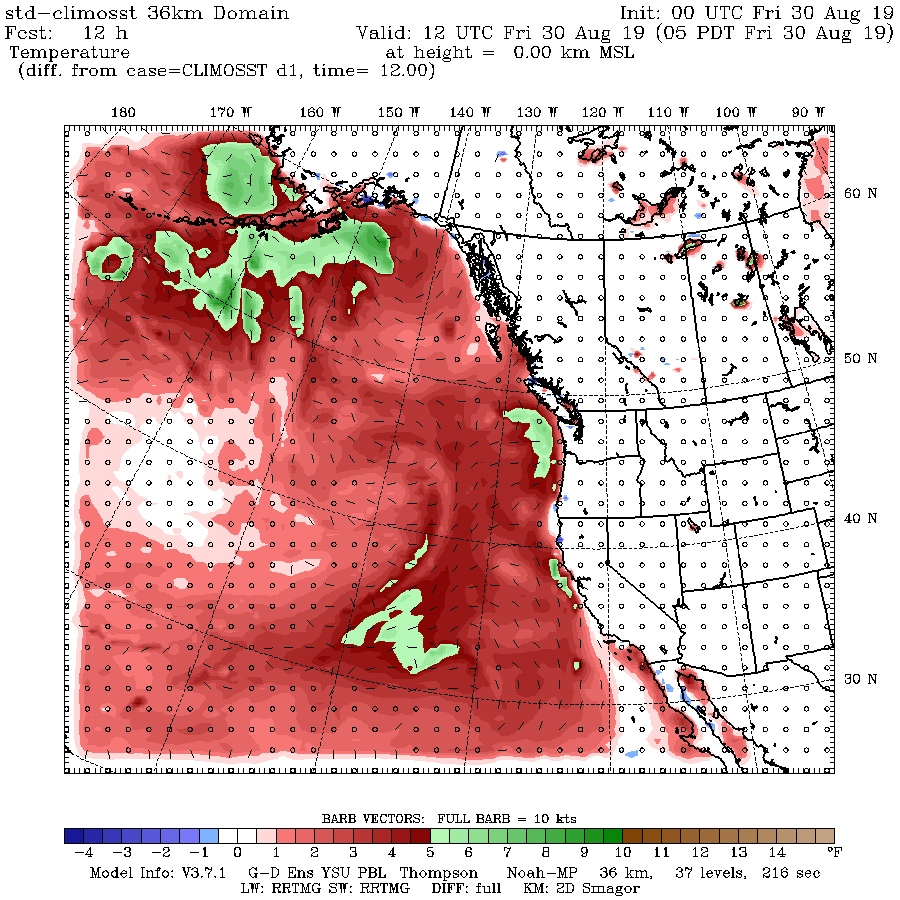 std-climosst 36km Domain Init: 00 UTC Fri 30 Aug 19
Fcst: 12 h Valid: 12 UTC Fri 30 Aug 19 (05 PDT Fri 30 Aug 19)
Temperature at height = 0.00 km MSL
(diff. from case=CLIMOSST d1, time= 12.00)
180 170 W 160 W 150 W 140 W 130 W 120 W 110 W 100 W 90 W
60 N
50 N
40 N
30 N
BARB VECTORS: FULL BARB = 10 kts
-4 -3 -2 -1 0 1 2 3 4 5 6 7 8 9 10 11 12 13 14 °F
Model Info: V3.7.1 G-D Ens YSU PBL Thompson Noah-MP 36 km, 37 levels, 216 sec
LW: RRTMG SW: RRTMG DIFF: full KM: 2D Smagor